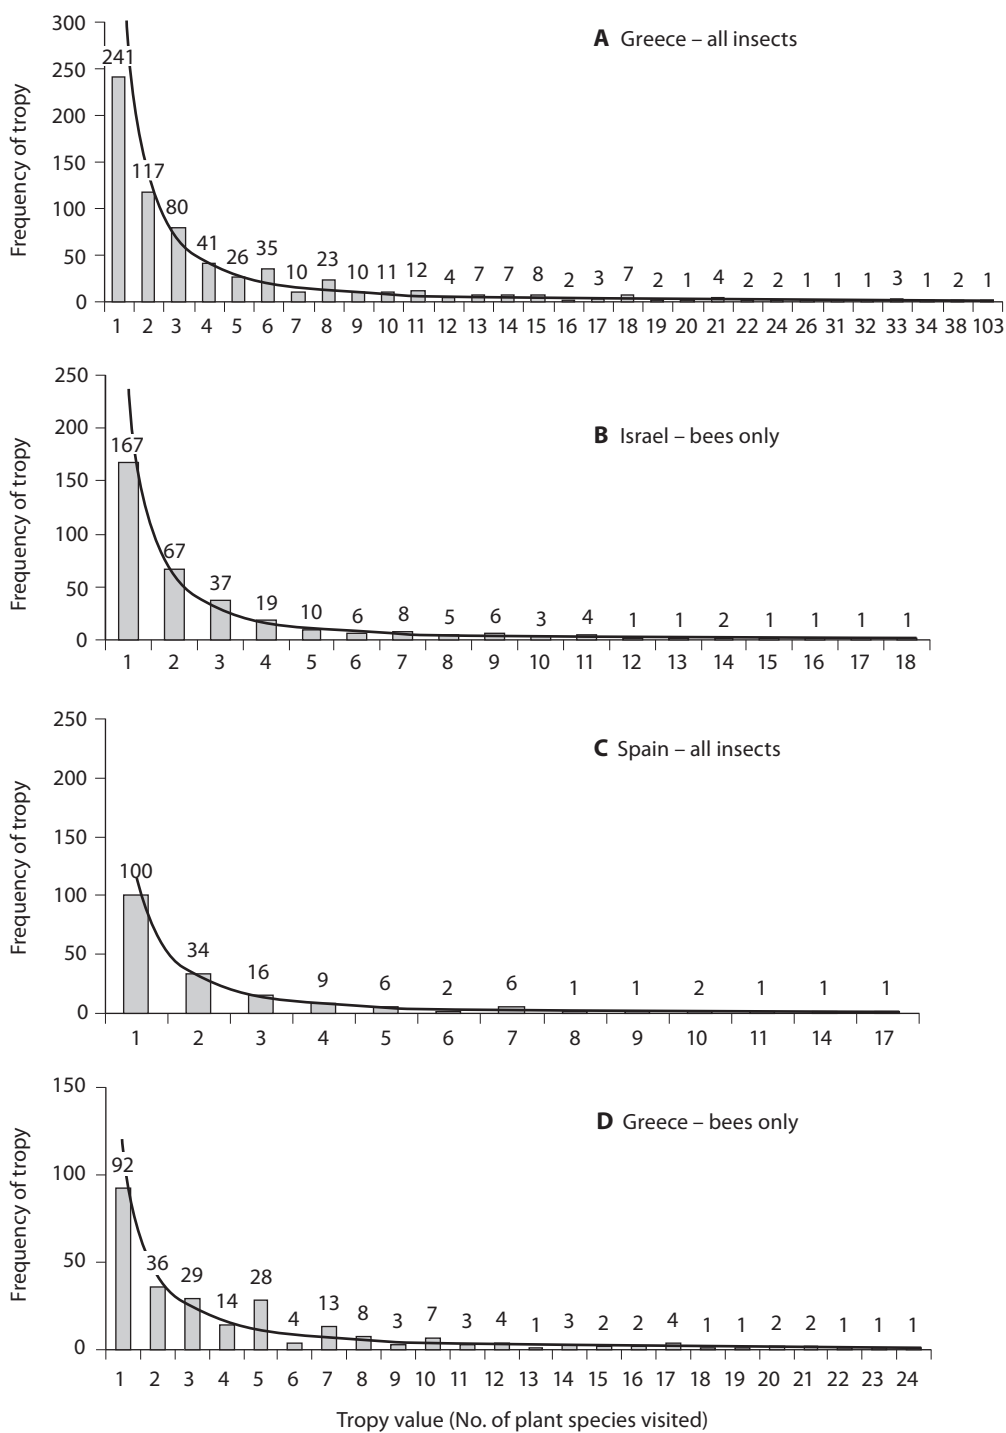 A Greece – all insects
Frequency of tropy
300
250
200
150
100
50
0
241 117 80 41 26 35 10 23 10 11 12 4 7 7 8 2 3 7 2 1 4 2 2 1 1 1 3 1 2 1
1 2 3 4 5 6 7 8 9 10 11 12 13 14 15 16 17 18 19 20 21 22 24 26 31 32 33 34 38 103
B Israel – bees only
Frequency of tropy
250
200
150
100
50
0
167 67 37 19 10 6 8 5 6 3 4 1 1 2 1 1 1 1
1 2 3 4 5 6 7 8 9 10 11 12 13 14 15 16 17 18
C Spain – all insects
Frequency of tropy
250
200
150
100
50
0
100 34 16 9 6 2 6 1 1 2 1 1 1
1 2 3 4 5 6 7 8 9 10 11 14 17
D Greece – bees only
Frequency of tropy
150
100
50
0
92 36 29 14 28 4 13 8 3 7 3 4 1 3 2 2 4 1 1 2 2 1 1 1
1 2 3 4 5 6 7 8 9 10 11 12 13 14 15 16 17 18 19 20 21 22 23 24
Tropy value (No. of plant species visited)